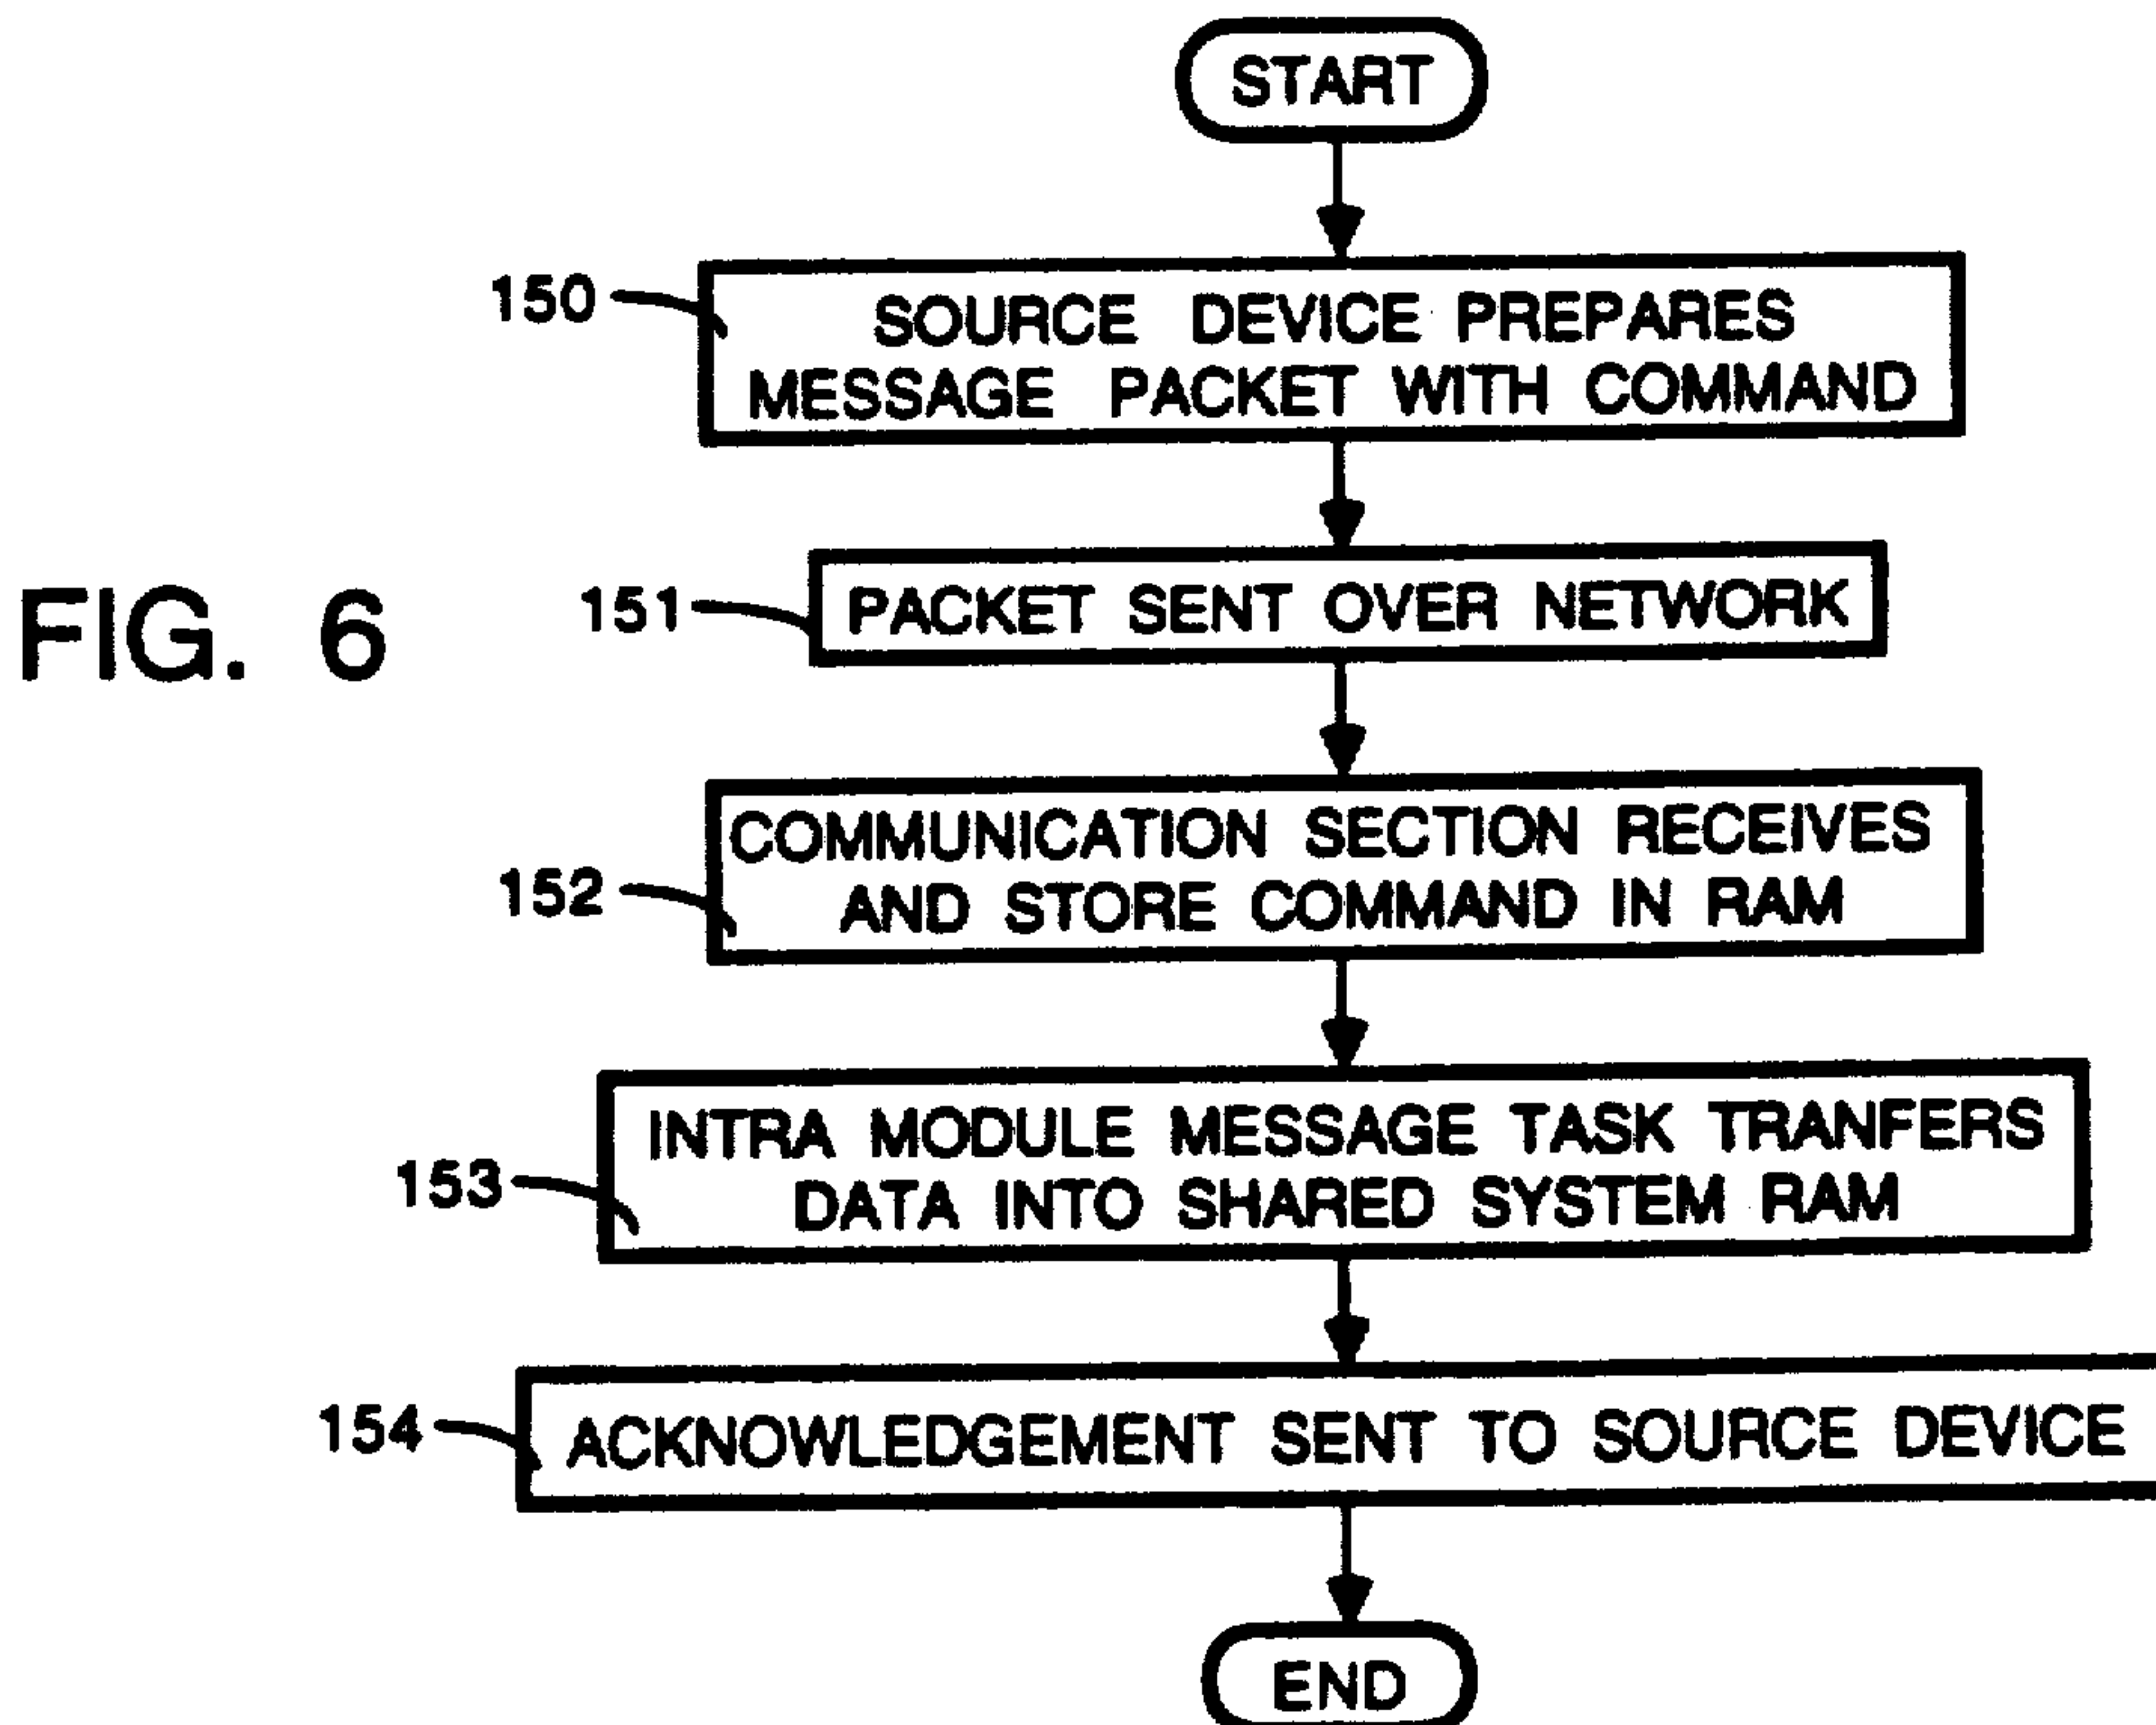 START
150
SOURCE DEVICE PREPARES
MESSAGE PACKET WITH COMMAND
FIG. 6
151
PACKET SENT OVER NETWORK
152
COMMUNICATION SECTION RECEIVES
AND STORE COMMAND IN RAM
153
INTRA MODULE MESSAGE TASK TRANFERS
DATA INTO SHARED SYSTEM RAM
154
ACKNOWLEDGEMENT SENT TO SOURCE DEVICE
END